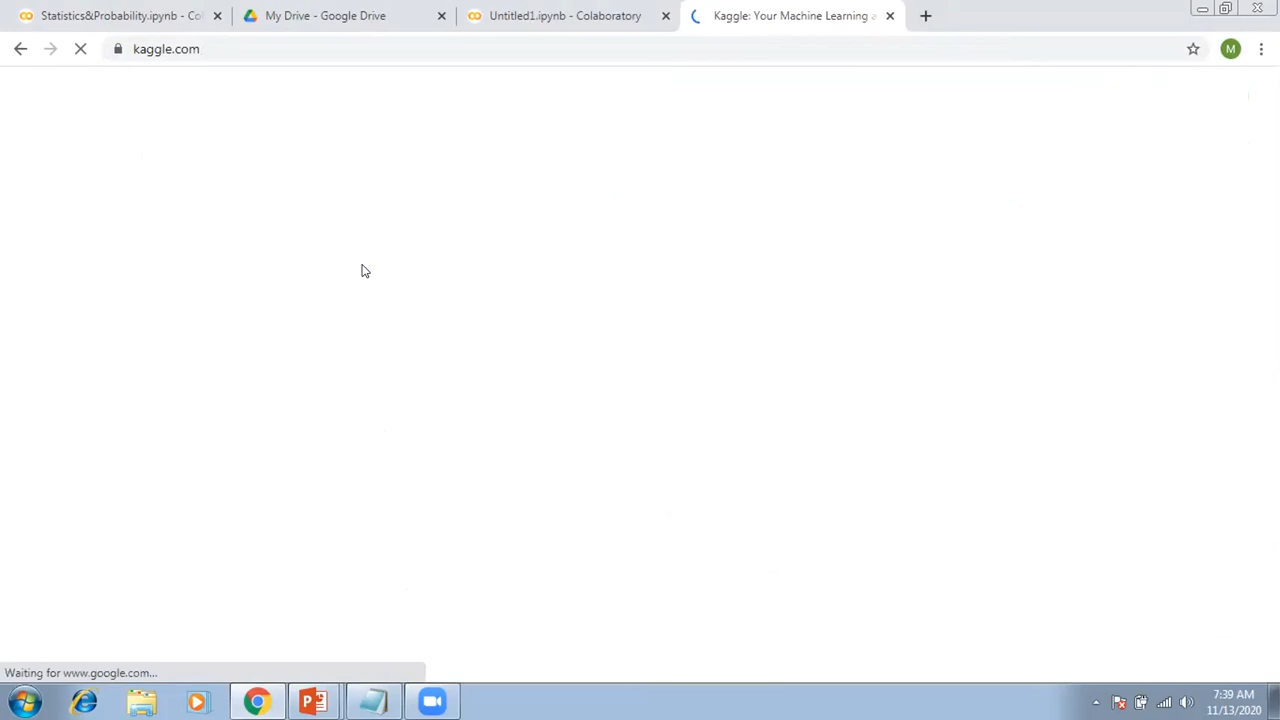 Statistics&Probability.ipynb - Co
My Drive - Google Drive
Untitled1.ipynb - Colaboratory
Kaggle: Your Machine Learning a
kaggle.com
M
Waiting for www.google.com...
7:39 AM
11/13/2020